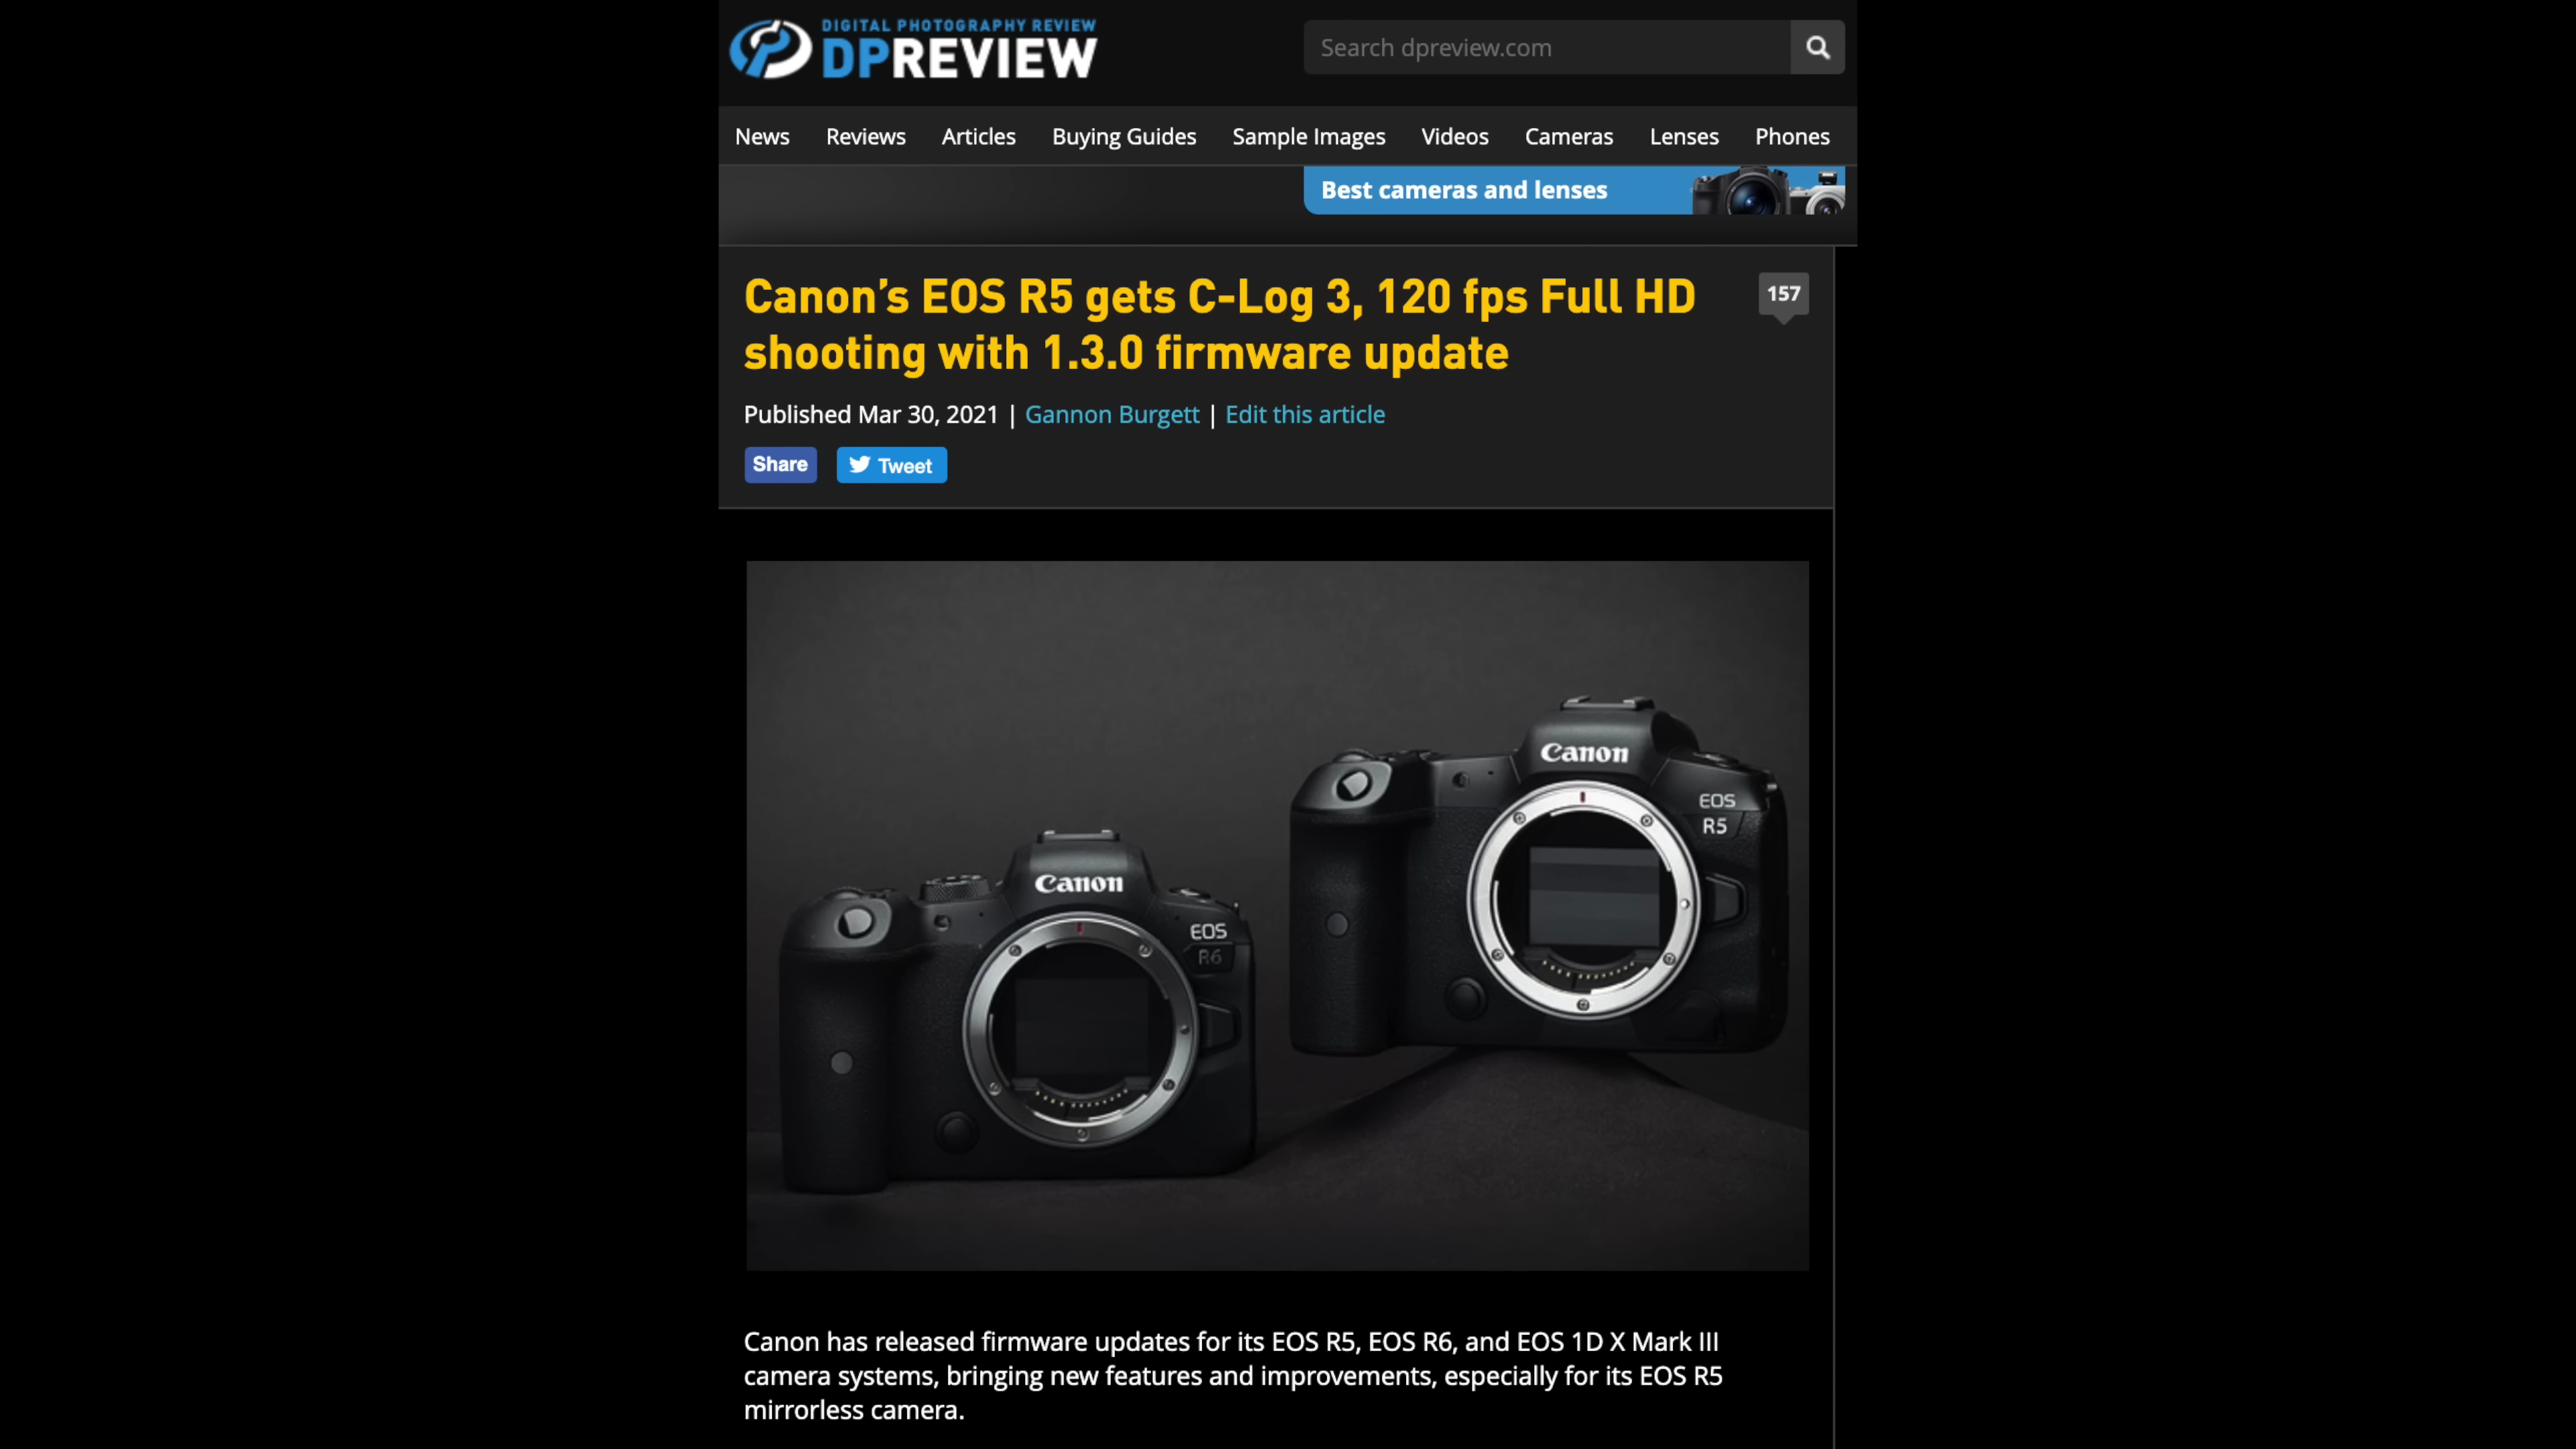 DIGITAL PHOTOGRAPHY REVIEW
DPREVIEW
Search dpreview.com
News Reviews Articles Buying Guides Sample Images Videos Cameras Lenses Phones
Best cameras and lenses
Canon’s EOS R5 gets C-Log 3, 120 fps Full HD
shooting with 1.3.0 firmware update
157
Published Mar 30, 2021 | Gannon Burgett | Edit this article
Share Tweet
Canon
EOS
R6
Canon
EOS
R5
Canon has released firmware updates for its EOS R5, EOS R6, and EOS 1D X Mark III
camera systems, bringing new features and improvements, especially for its EOS R5
mirrorless camera.